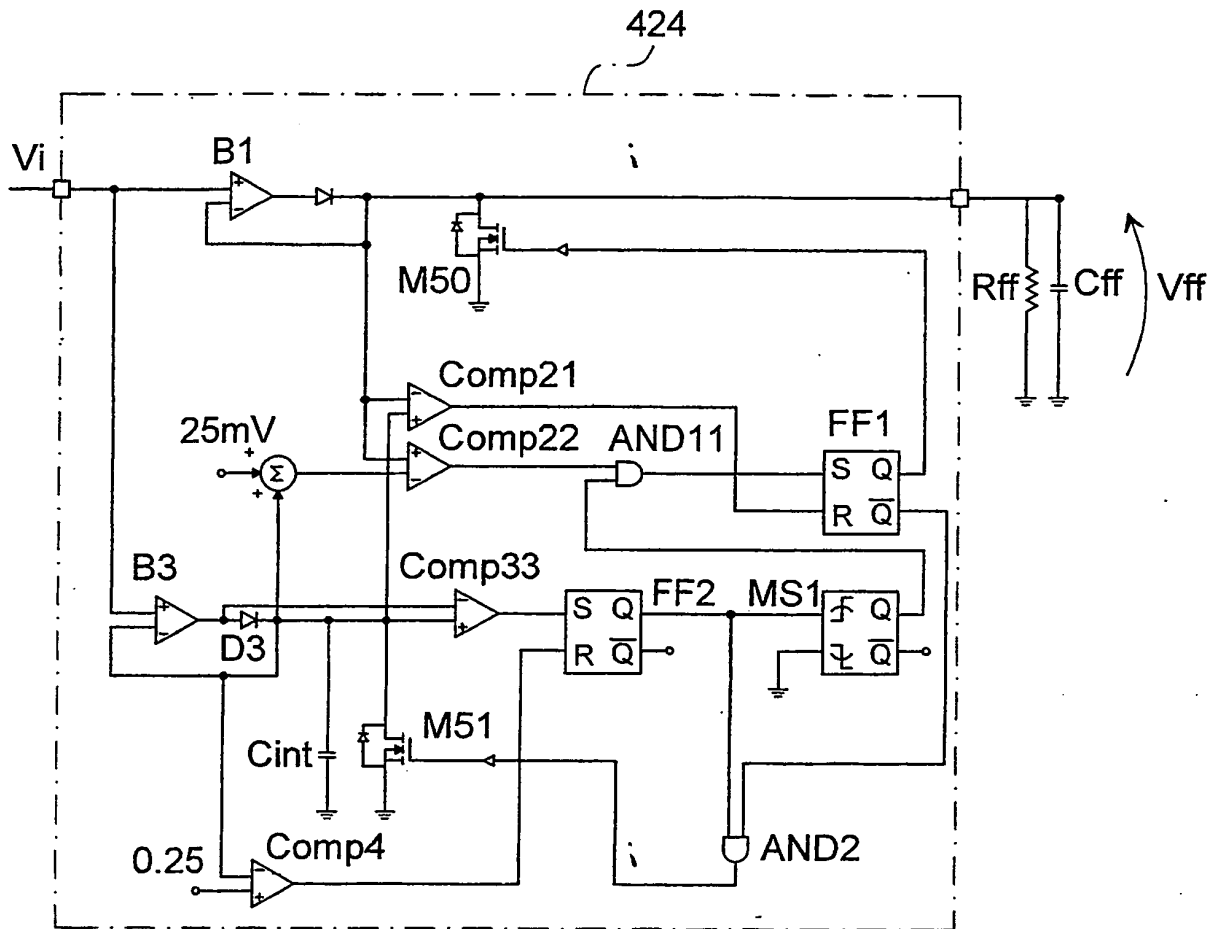 424
Vi
B1
M50
Rff
Cff
Vff
Comp21
25mV
+
+
Σ
Comp22
AND11
FF1
S Q
R Q̅
B3
D3
Comp33
FF2
S Q
R Q̅
MS1
Q
Q̅
Cint
M51
AND2
0.25
Comp4